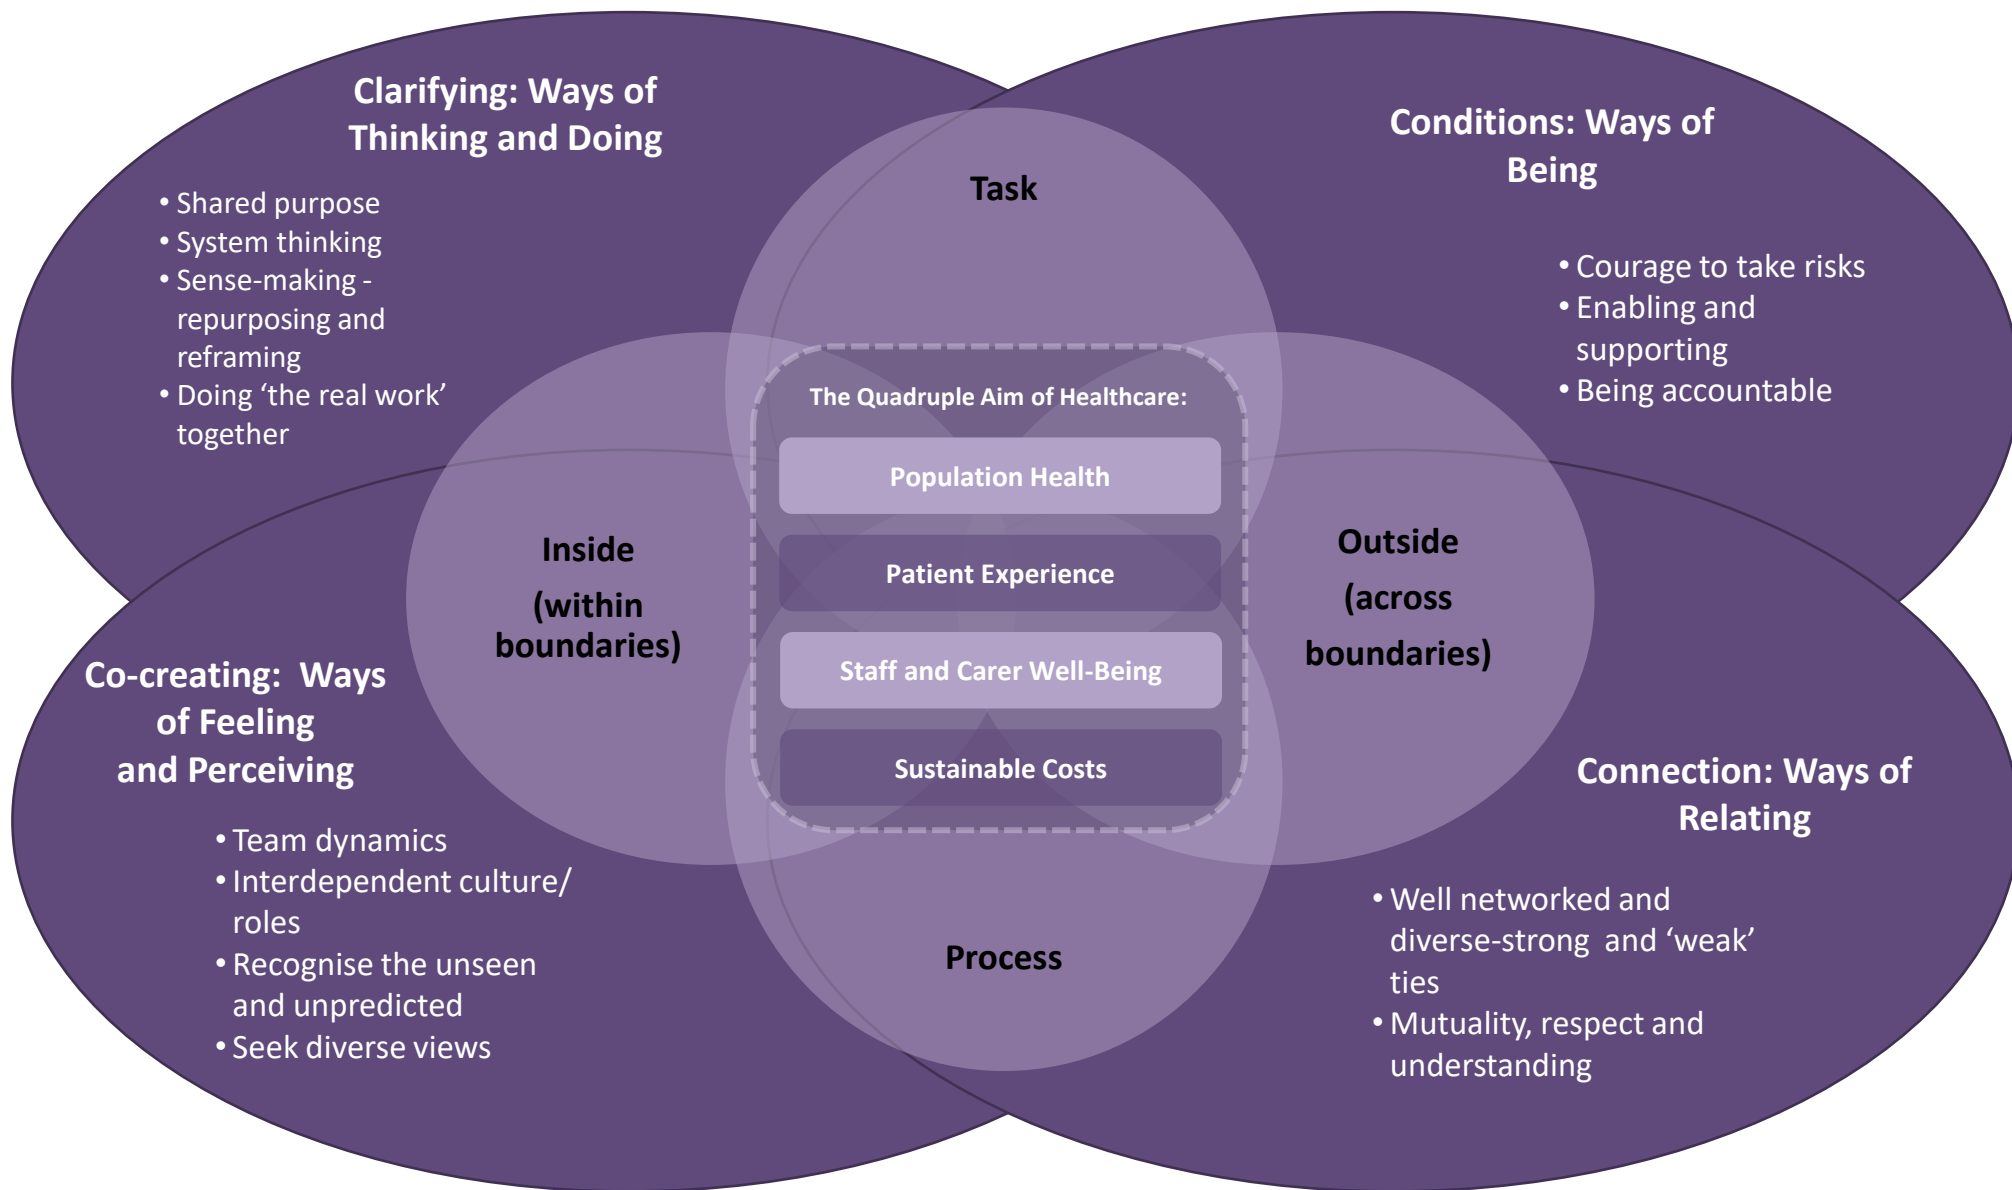 Clarifying: Ways of
Thinking and Doing
• Shared purpose
• System thinking
• Sense-making -
repurposing and
reframing
• Doing ‘the real work’
together
Conditions: Ways of
Being
• Courage to take risks
• Enabling and
supporting
• Being accountable
Task
Inside
(within
boundaries)
The Quadruple Aim of Healthcare:
Population Health
Patient Experience
Staff and Carer Well-Being
Sustainable Costs
Outside
(across
boundaries)
Process
Co-creating:  Ways
of Feeling
and Perceiving
• Team dynamics
• Interdependent culture/
roles
• Recognise the unseen
and unpredicted
• Seek diverse views
Connection: Ways of
Relating
• Well networked and
diverse-strong  and ‘weak’
ties
• Mutuality, respect and
understanding